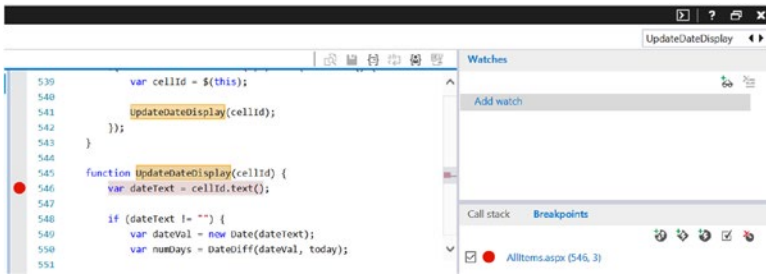 ?
UpdateDateDisplay
Watches
539 var cellId = $(this);
540
541 UpdateDateDisplay(cellId);
542 });
543 }
544
545 function UpdateDateDisplay(cellId) {
546 var dateText = cellId.text();
547
548 if (dateText != "") {
549 var dateVal = new Date(dateText);
550 var numDays = DateDiff(dateVal, today);
551
Add watch
Call stack Breakpoints
AllItems.aspx (546, 3)